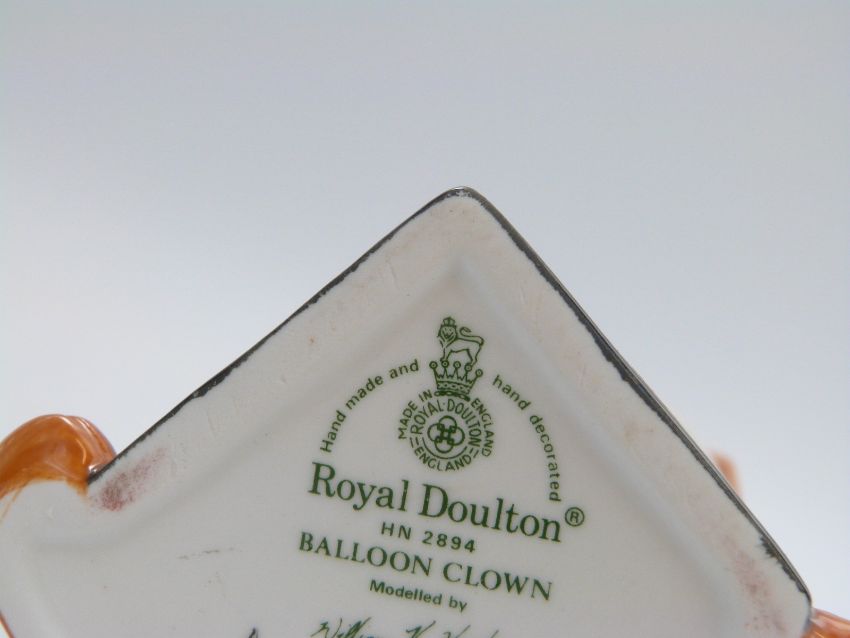 Hand made and hand decorated
MADE IN ENGLAND
ROYAL·DOULTON
ENGLAND
Royal Doulton®
HN 2894
BALLOON CLOWN
Modelled by
William K.